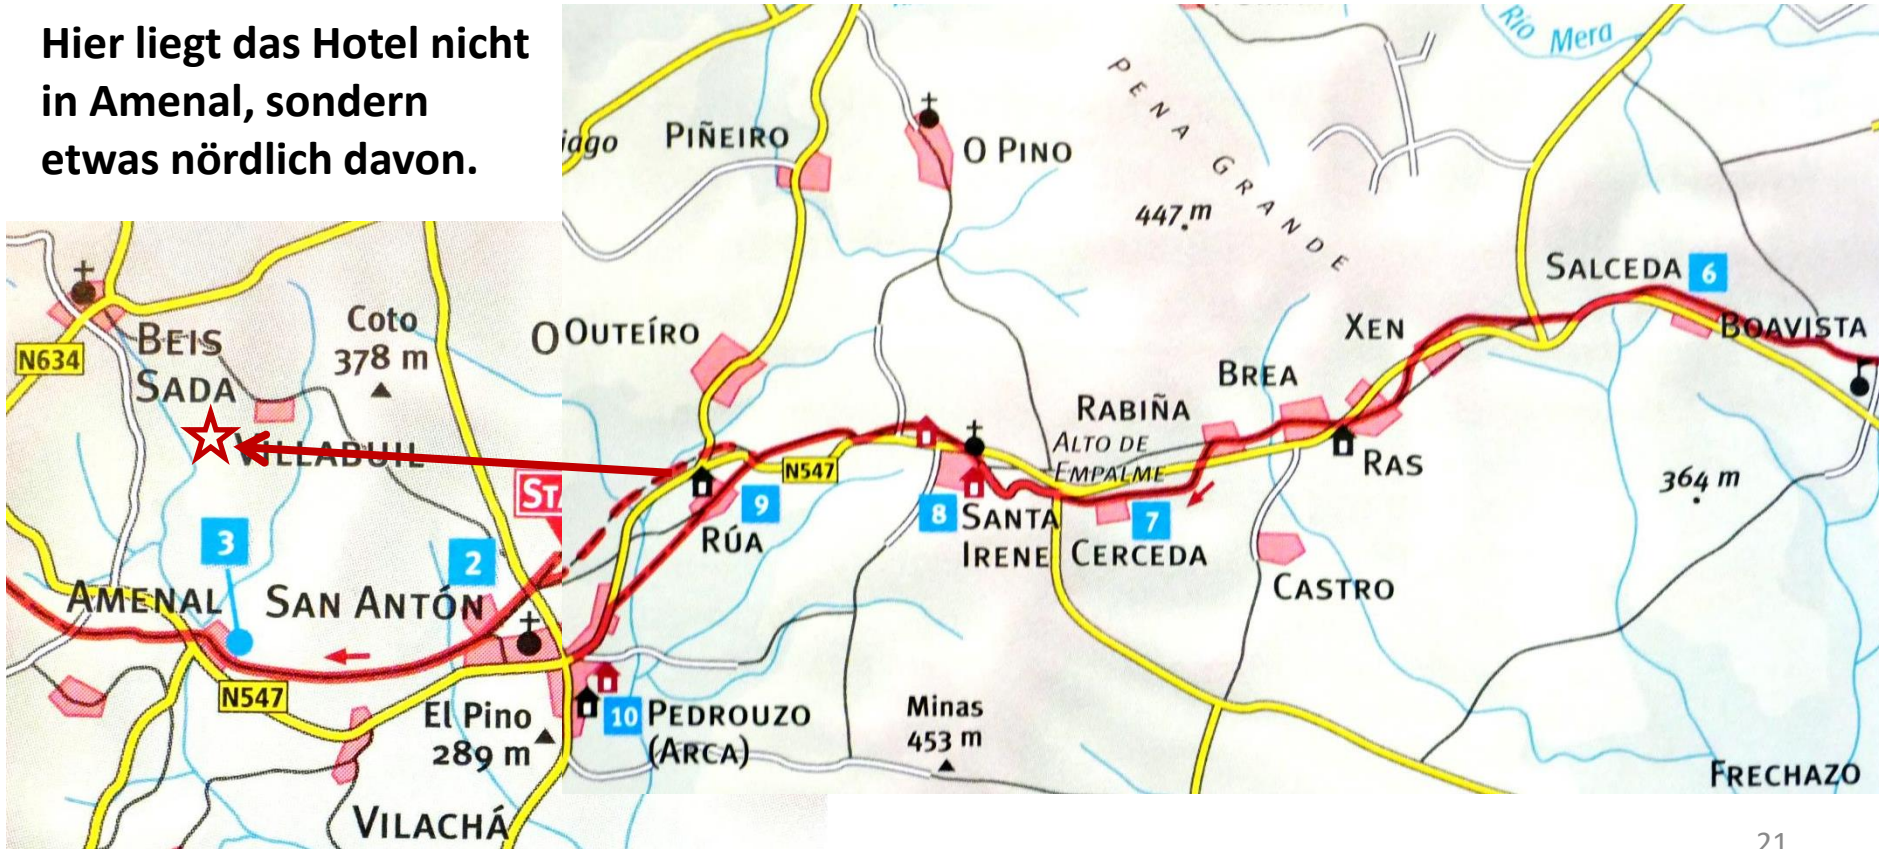 Hier liegt das Hotel nicht
in Amenal, sondern
etwas nördlich davon.
Río Mera
PENA GRANDE
PIÑEIRO
O PINO
447 m
SALCEDA 6
BOAVISTA
XEN
BREA
RABIÑA
ALTO DE
EMPALME
RAS
364 m
O OUTEÍRO
Coto
378 m
BEIS
SADA
N634
VILLABUIL
N547
9
RÚA
8 SANTA
IRENE
7
CERCEDA
CASTRO
3
2
AMENAL
SAN ANTÓN
N547
El Pino
289 m
10 PEDROUZO
(ARCA)
Minas
453 m
FRECHAZO
VILACHÁ
21